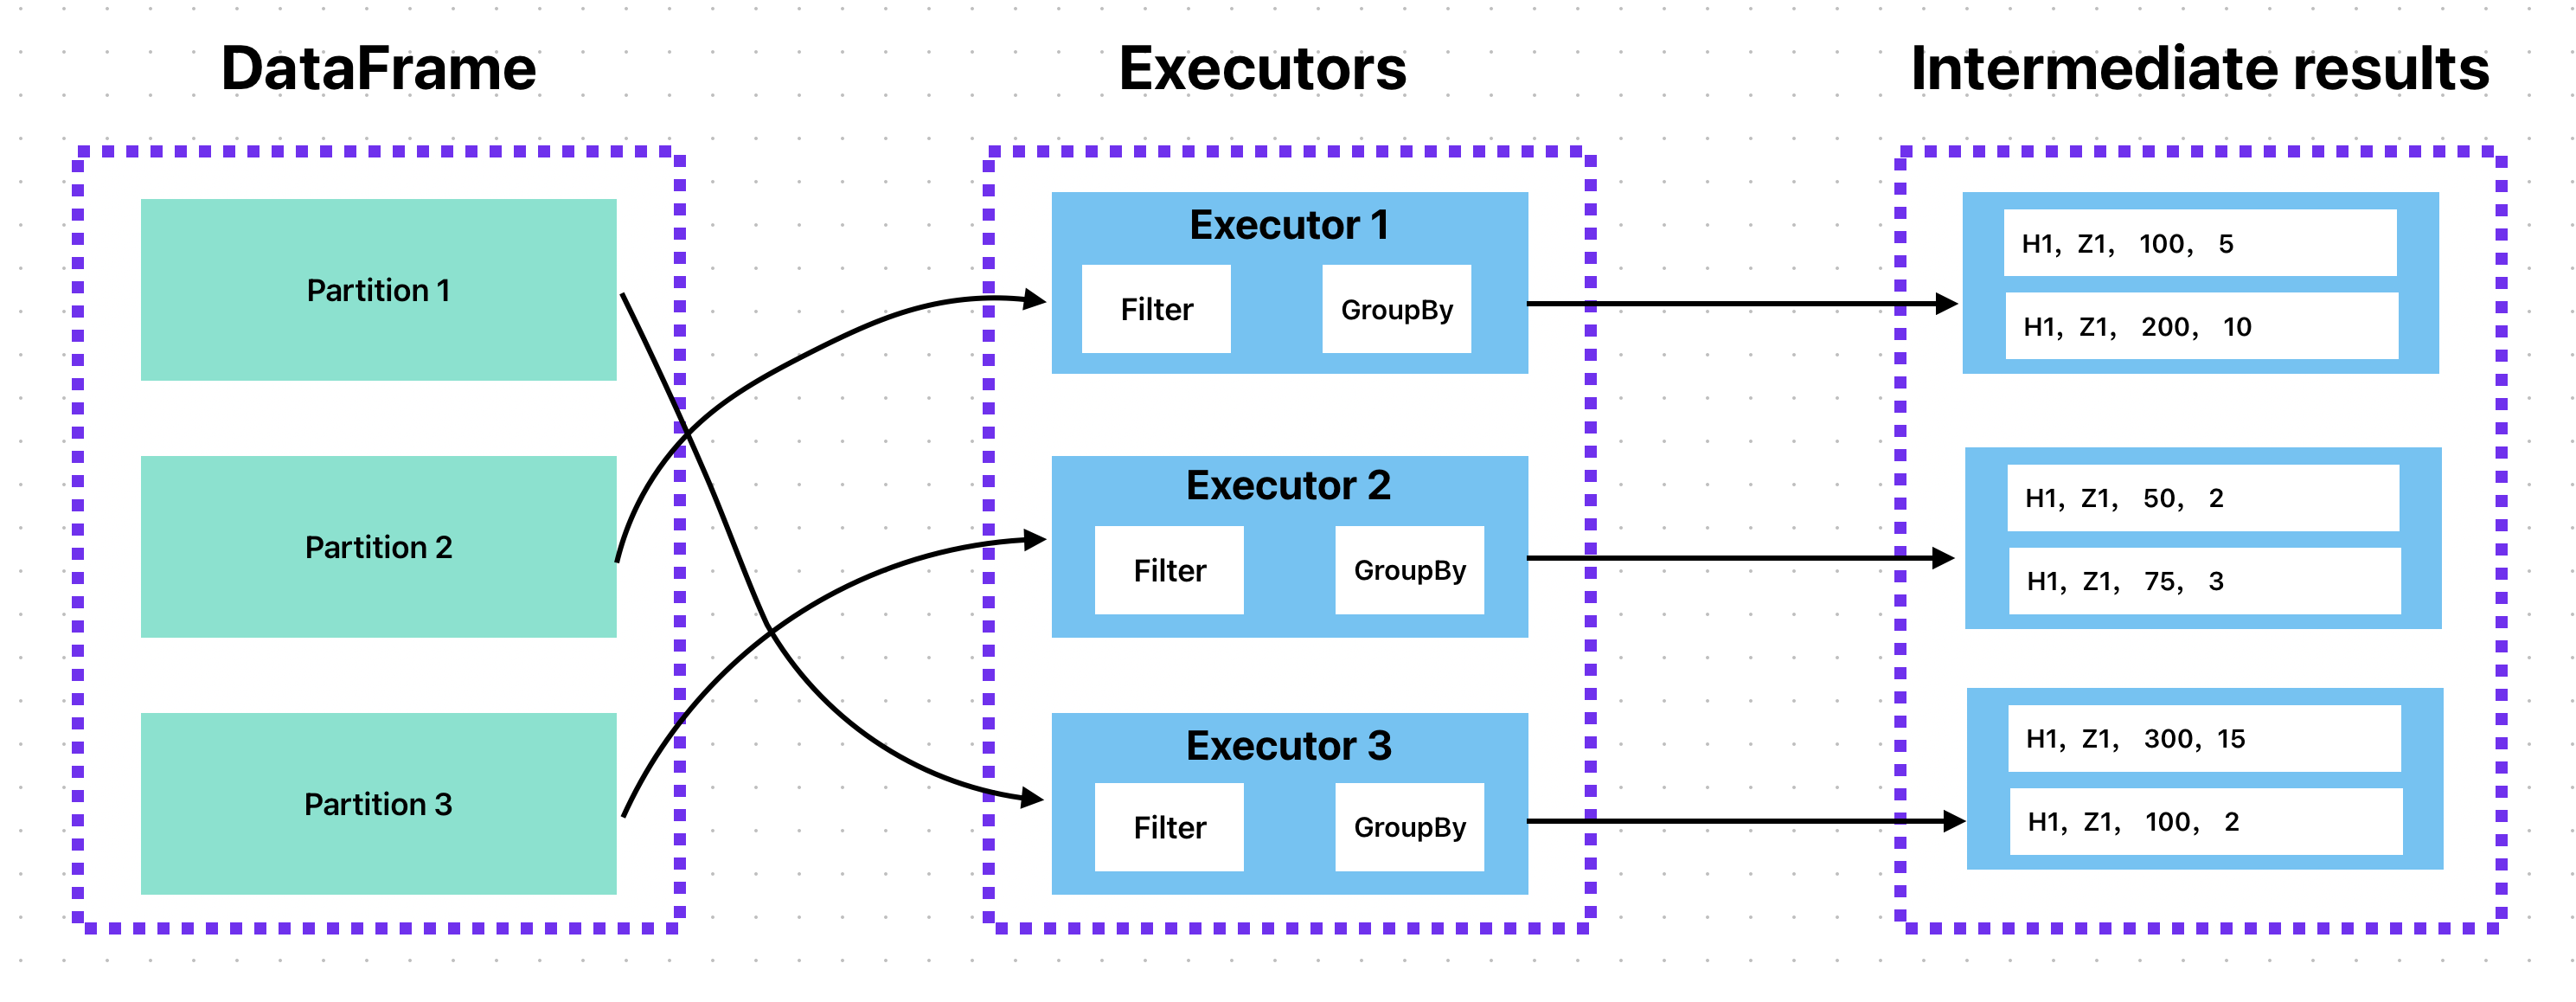 DataFrame
Executors
Intermediate results
Partition 1
Partition 2
Partition 3
Executor 1
Filter
GroupBy
Executor 2
Filter
GroupBy
Executor 3
Filter
GroupBy
H1, Z1, 100, 5
H1, Z1, 200, 10
H1, Z1, 50, 2
H1, Z1, 75, 3
H1, Z1, 300, 15
H1, Z1, 100, 2